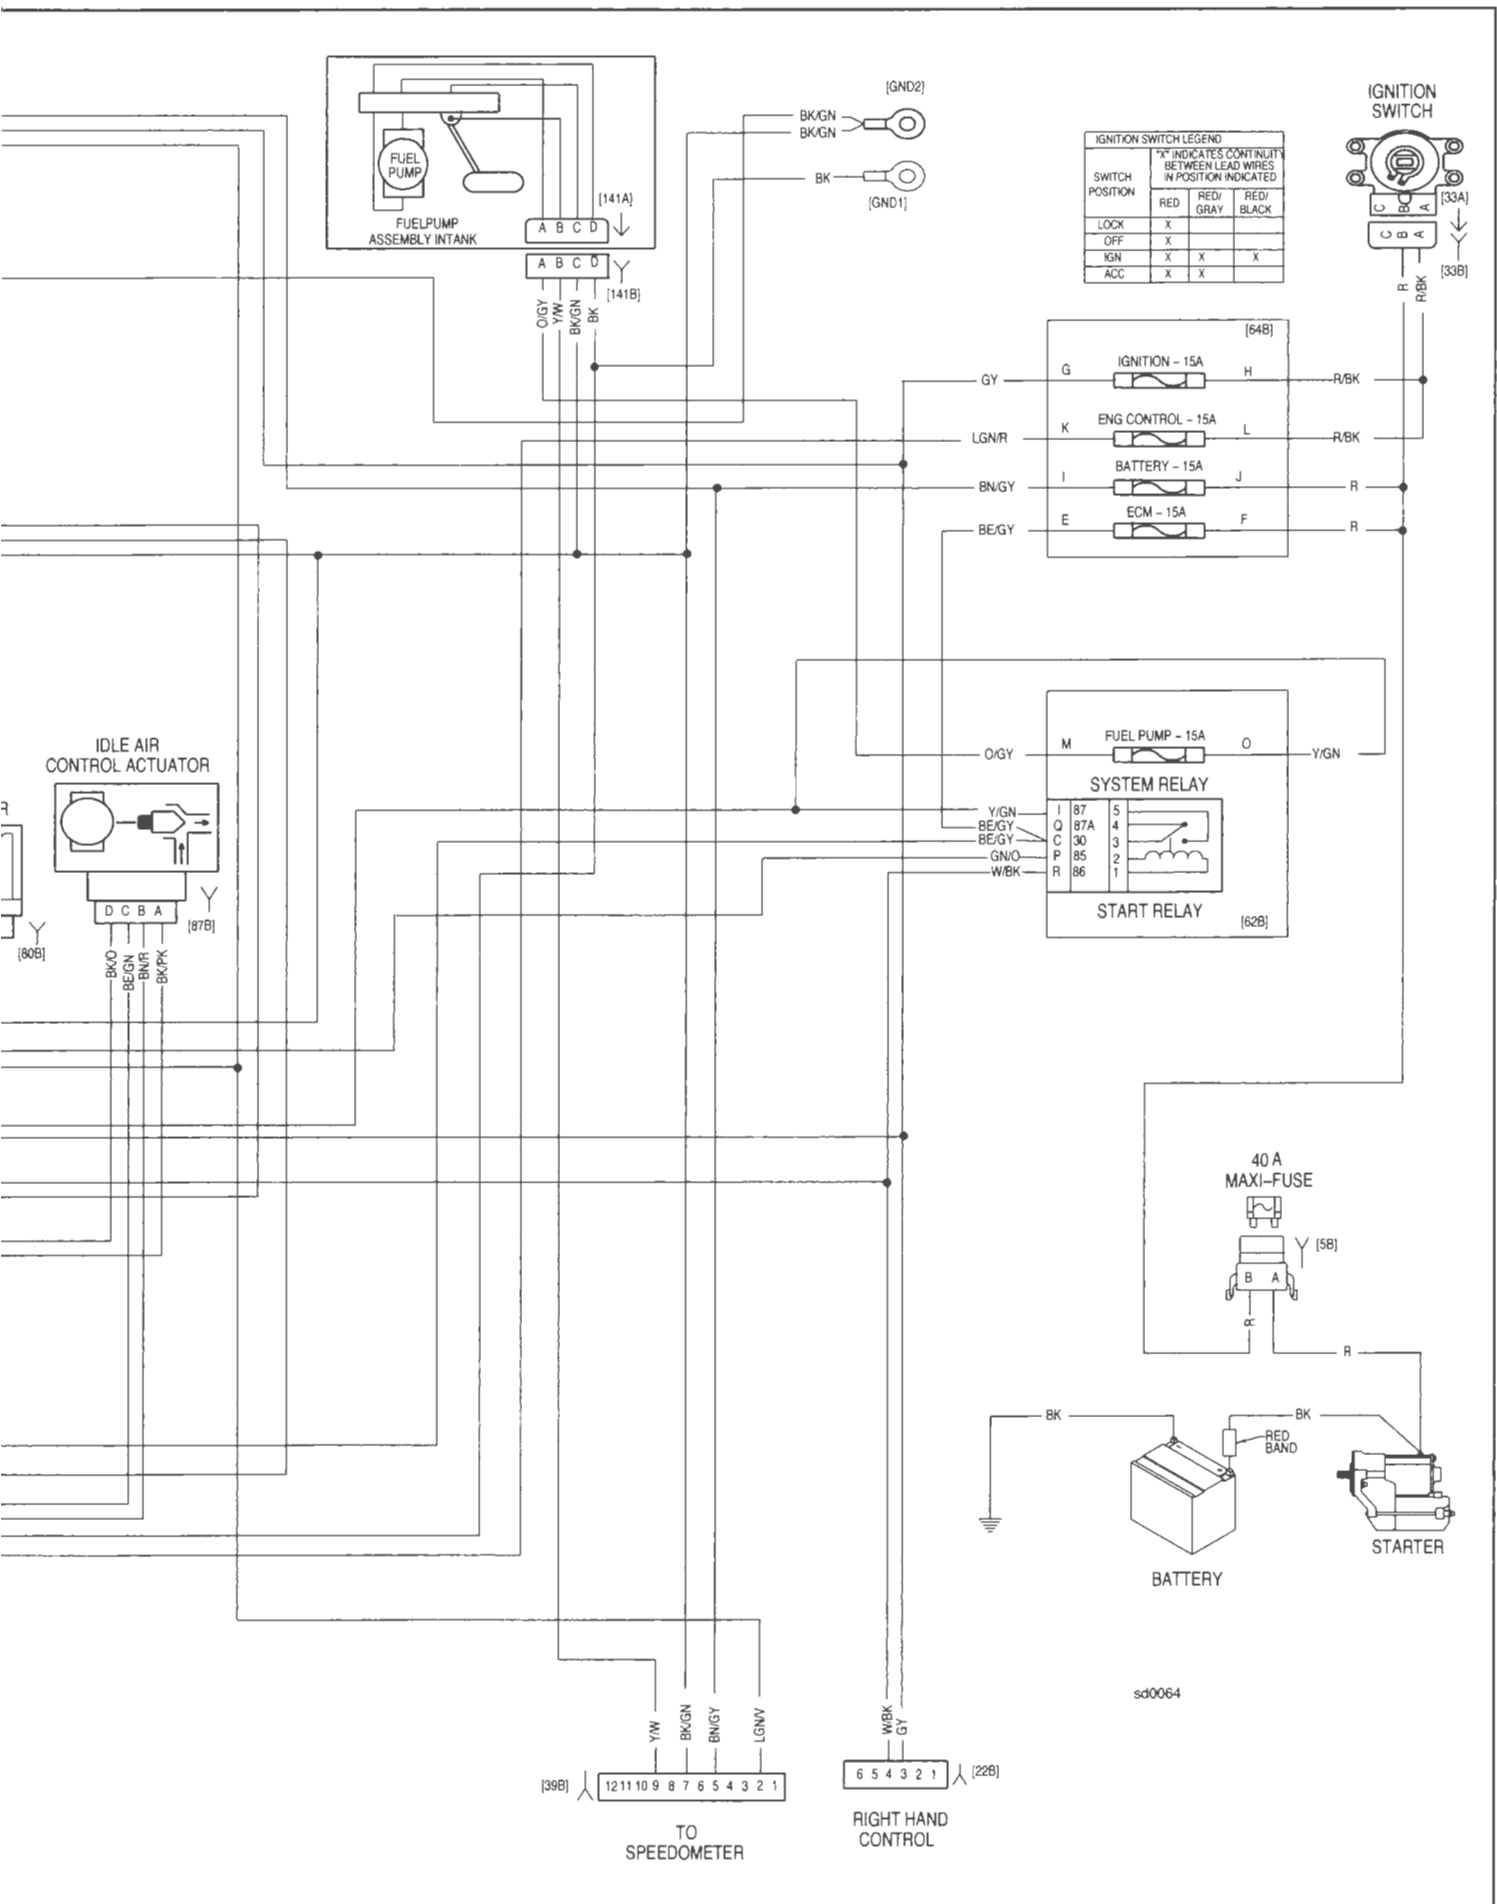 [GND2]
BK/GN
BK/GN
BK
[GND1]
FUEL
PUMP
FUELPUMP
ASSEMBLY INTANK
[141A]
A B C D
A B C D
[141B]
O/GY
Y/W
BK/GN
BK
IGNITION SWITCH LEGEND
SWITCH
POSITION
"X" INDICATES CONTINUITY
BETWEEN LEAD WIRES
IN POSITION INDICATED
RED
RED/
GRAY
RED/
BLACK
LOCK X
OFF X
IGN X X X
ACC X X
IGNITION
SWITCH
C B A
[33A]
C B A
[33B]
R
R/BK
[64B]
GY G IGNITION – 15A H R/BK
LGN/R K ENG CONTROL – 15A L R/BK
BN/GY I BATTERY – 15A J R
BE/GY E ECM – 15A F R
O/GY M FUEL PUMP – 15A O Y/GN
SYSTEM RELAY
Y/GN I 87 5
BE/GY Q 87A 4
BE/GY C 30 3
GN/O P 85 2
W/BK R 86 1
START RELAY
[62B]
IDLE AIR
CONTROL ACTUATOR
R
D C B A
[87B]
[80B]
BK/O
BE/GN
BN/R
BK/PK
40 A
MAXI–FUSE
[5B]
B A
R
R
BK
BK
RED
BAND
BATTERY
STARTER
sd0064
Y/W
BK/GN
BN/GY
LGN/V
W/BK
GY
[39B]
12 11 10 9 8 7 6 5 4 3 2 1
TO
SPEEDOMETER
6 5 4 3 2 1
[22B]
RIGHT HAND
CONTROL